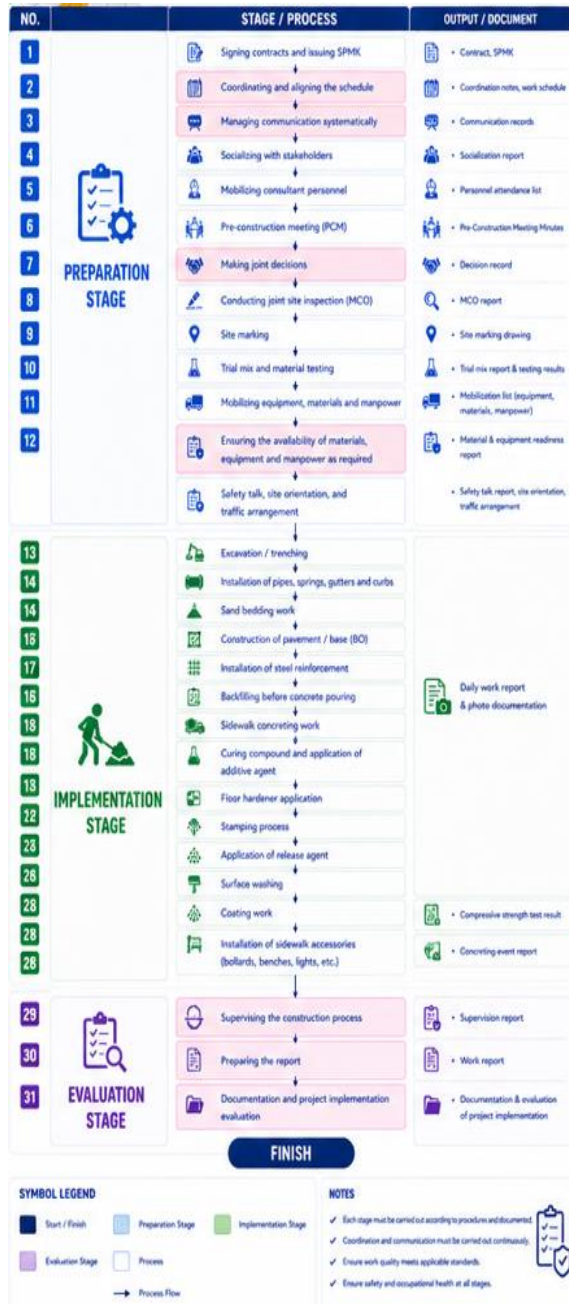 NO.
STAGE / PROCESS
OUTPUT / DOCUMENT
1
Signing contracts and issuing SPMK
• Contract, SPMK
2
Coordinating and aligning the schedule
• Coordination notes, work schedule
3
Managing communication systematically
• Communication records
4
Socializing with stakeholders
• Socialization report
5
Mobilizing consultant personnel
• Personnel attendance list
6
Pre-construction meeting (PCM)
• Pre-Construction Meeting Minutes
PREPARATION
STAGE
7
Making joint decisions
• Decision record
8
Conducting joint site inspection (MCO)
• MCO report
9
Site marking
• Site marking drawing
10
Trial mix and material testing
• Trial mix report & testing results
11
Mobilizing equipment, materials and manpower
• Mobilization list (equipment,
materials, manpower)
12
Ensuring the availability of materials,
equipment and manpower as required
• Material & equipment readiness
report
Safety talk, site orientation, and
traffic arrangement
• Safety talk report, site orientation,
traffic arrangement
13
Excavation / trenching
14
Installation of pipes, springs, gutters and curbs
14
Sand bedding work
Construction of pavement / base (BO)
17
Installation of steel reinforcement
16
Backfilling before concrete pouring
Daily work report
& photo documentation
18
Sidewalk concreting work
18
Curing compound and application of
additive agent
IMPLEMENTATION
STAGE
Floor hardener application
22
Stamping process
Application of release agent
Surface washing
28
Coating work
• Compressive strength test result
28
28
Installation of sidewalk accessories
(bollards, benches, lights, etc.)
• Concreting event report
29
Supervising the construction process
• Supervision report
30
Preparing the report
• Work report
EVALUATION
STAGE
31
Documentation and project implementation
evaluation
• Documentation & evaluation
of project implementation
FINISH
SYMBOL LEGEND
Start / Finish
Preparation Stage
Implementation Stage
Evaluation Stage
Process
Process Flow
NOTES
✓ Each stage must be carried out according to procedures and documented.
✓ Coordination and communication must be carried out continuously.
✓ Ensure work quality meets applicable standards.
✓ Ensure safety and occupational health at all stages.